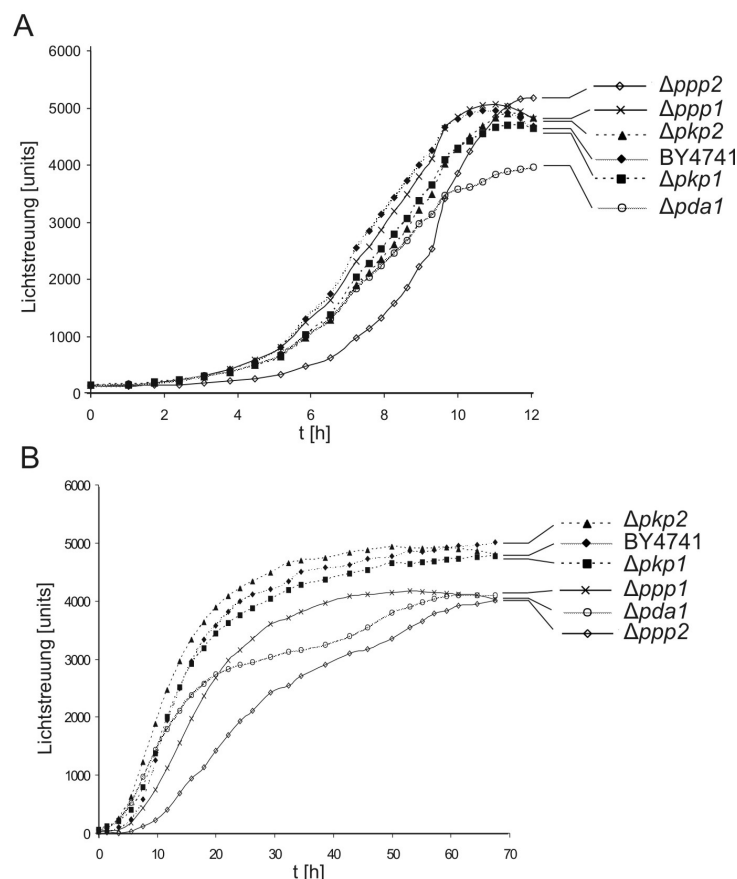 A
6000
5000
4000
3000
2000
1000
0
Lichtstreuung [units]
0 2 4 6 8 10 12
t [h]
Δppp2
Δppp1
Δpkp2
BY4741
Δpkp1
Δpda1
B
6000
5000
4000
3000
2000
1000
0
Lichtstreuung [units]
0 10 20 30 40 50 60 70
t [h]
Δpkp2
BY4741
Δpkp1
Δppp1
Δpda1
Δppp2